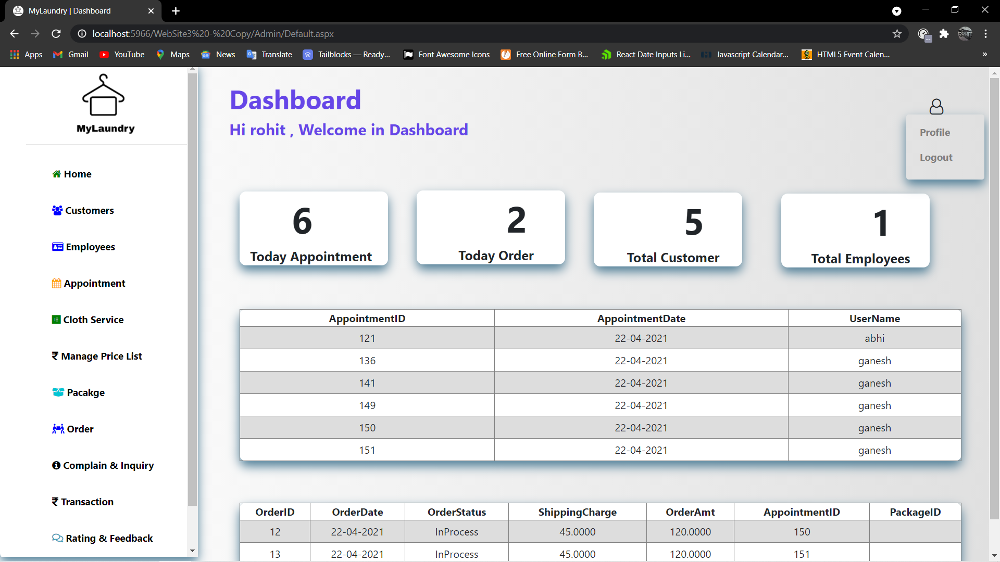 MyLaundry | Dashboard
localhost:5966/WebSite3%20-%20Copy/Admin/Default.aspx
Apps Gmail YouTube Maps News Translate Tailblocks — Ready... Font Awesome Icons Free Online Form B... React Date Inputs Li... Javascript Calendar... HTML5 Event Calen... »
MyLaundry
Home
Customers
Employees
Appointment
Cloth Service
₹ Manage Price List
Pacakge
Order
Complain & Inquiry
₹ Transaction
Rating & Feedback
Dashboard
Hi rohit , Welcome in Dashboard
Profile
Logout
6
Today Appointment
2
Today Order
5
Total Customer
1
Total Employees
AppointmentID AppointmentDate UserName
121 22-04-2021 abhi
136 22-04-2021 ganesh
141 22-04-2021 ganesh
149 22-04-2021 ganesh
150 22-04-2021 ganesh
151 22-04-2021 ganesh
OrderID OrderDate OrderStatus ShippingCharge OrderAmt AppointmentID PackageID
12 22-04-2021 InProcess 45.0000 120.0000 150
13 22-04-2021 InProcess 45.0000 120.0000 151